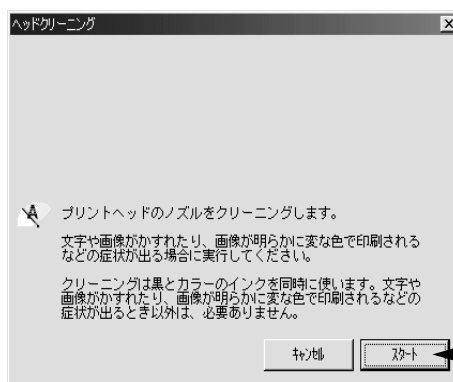 ヘッドクリーニング
プリントヘッドのノズルをクリーニングします。
文字や画像がかすれたり、画像が明らかに変な色で印刷される
などの症状が出る場合に実行してください。
クリーニングは黒とカラーのインクを同時に使います。文字や
画像がかすれたり、画像が明らかに変な色で印刷されるなどの
症状が出るとき以外は、必要ありません。
キャンセル
スタート